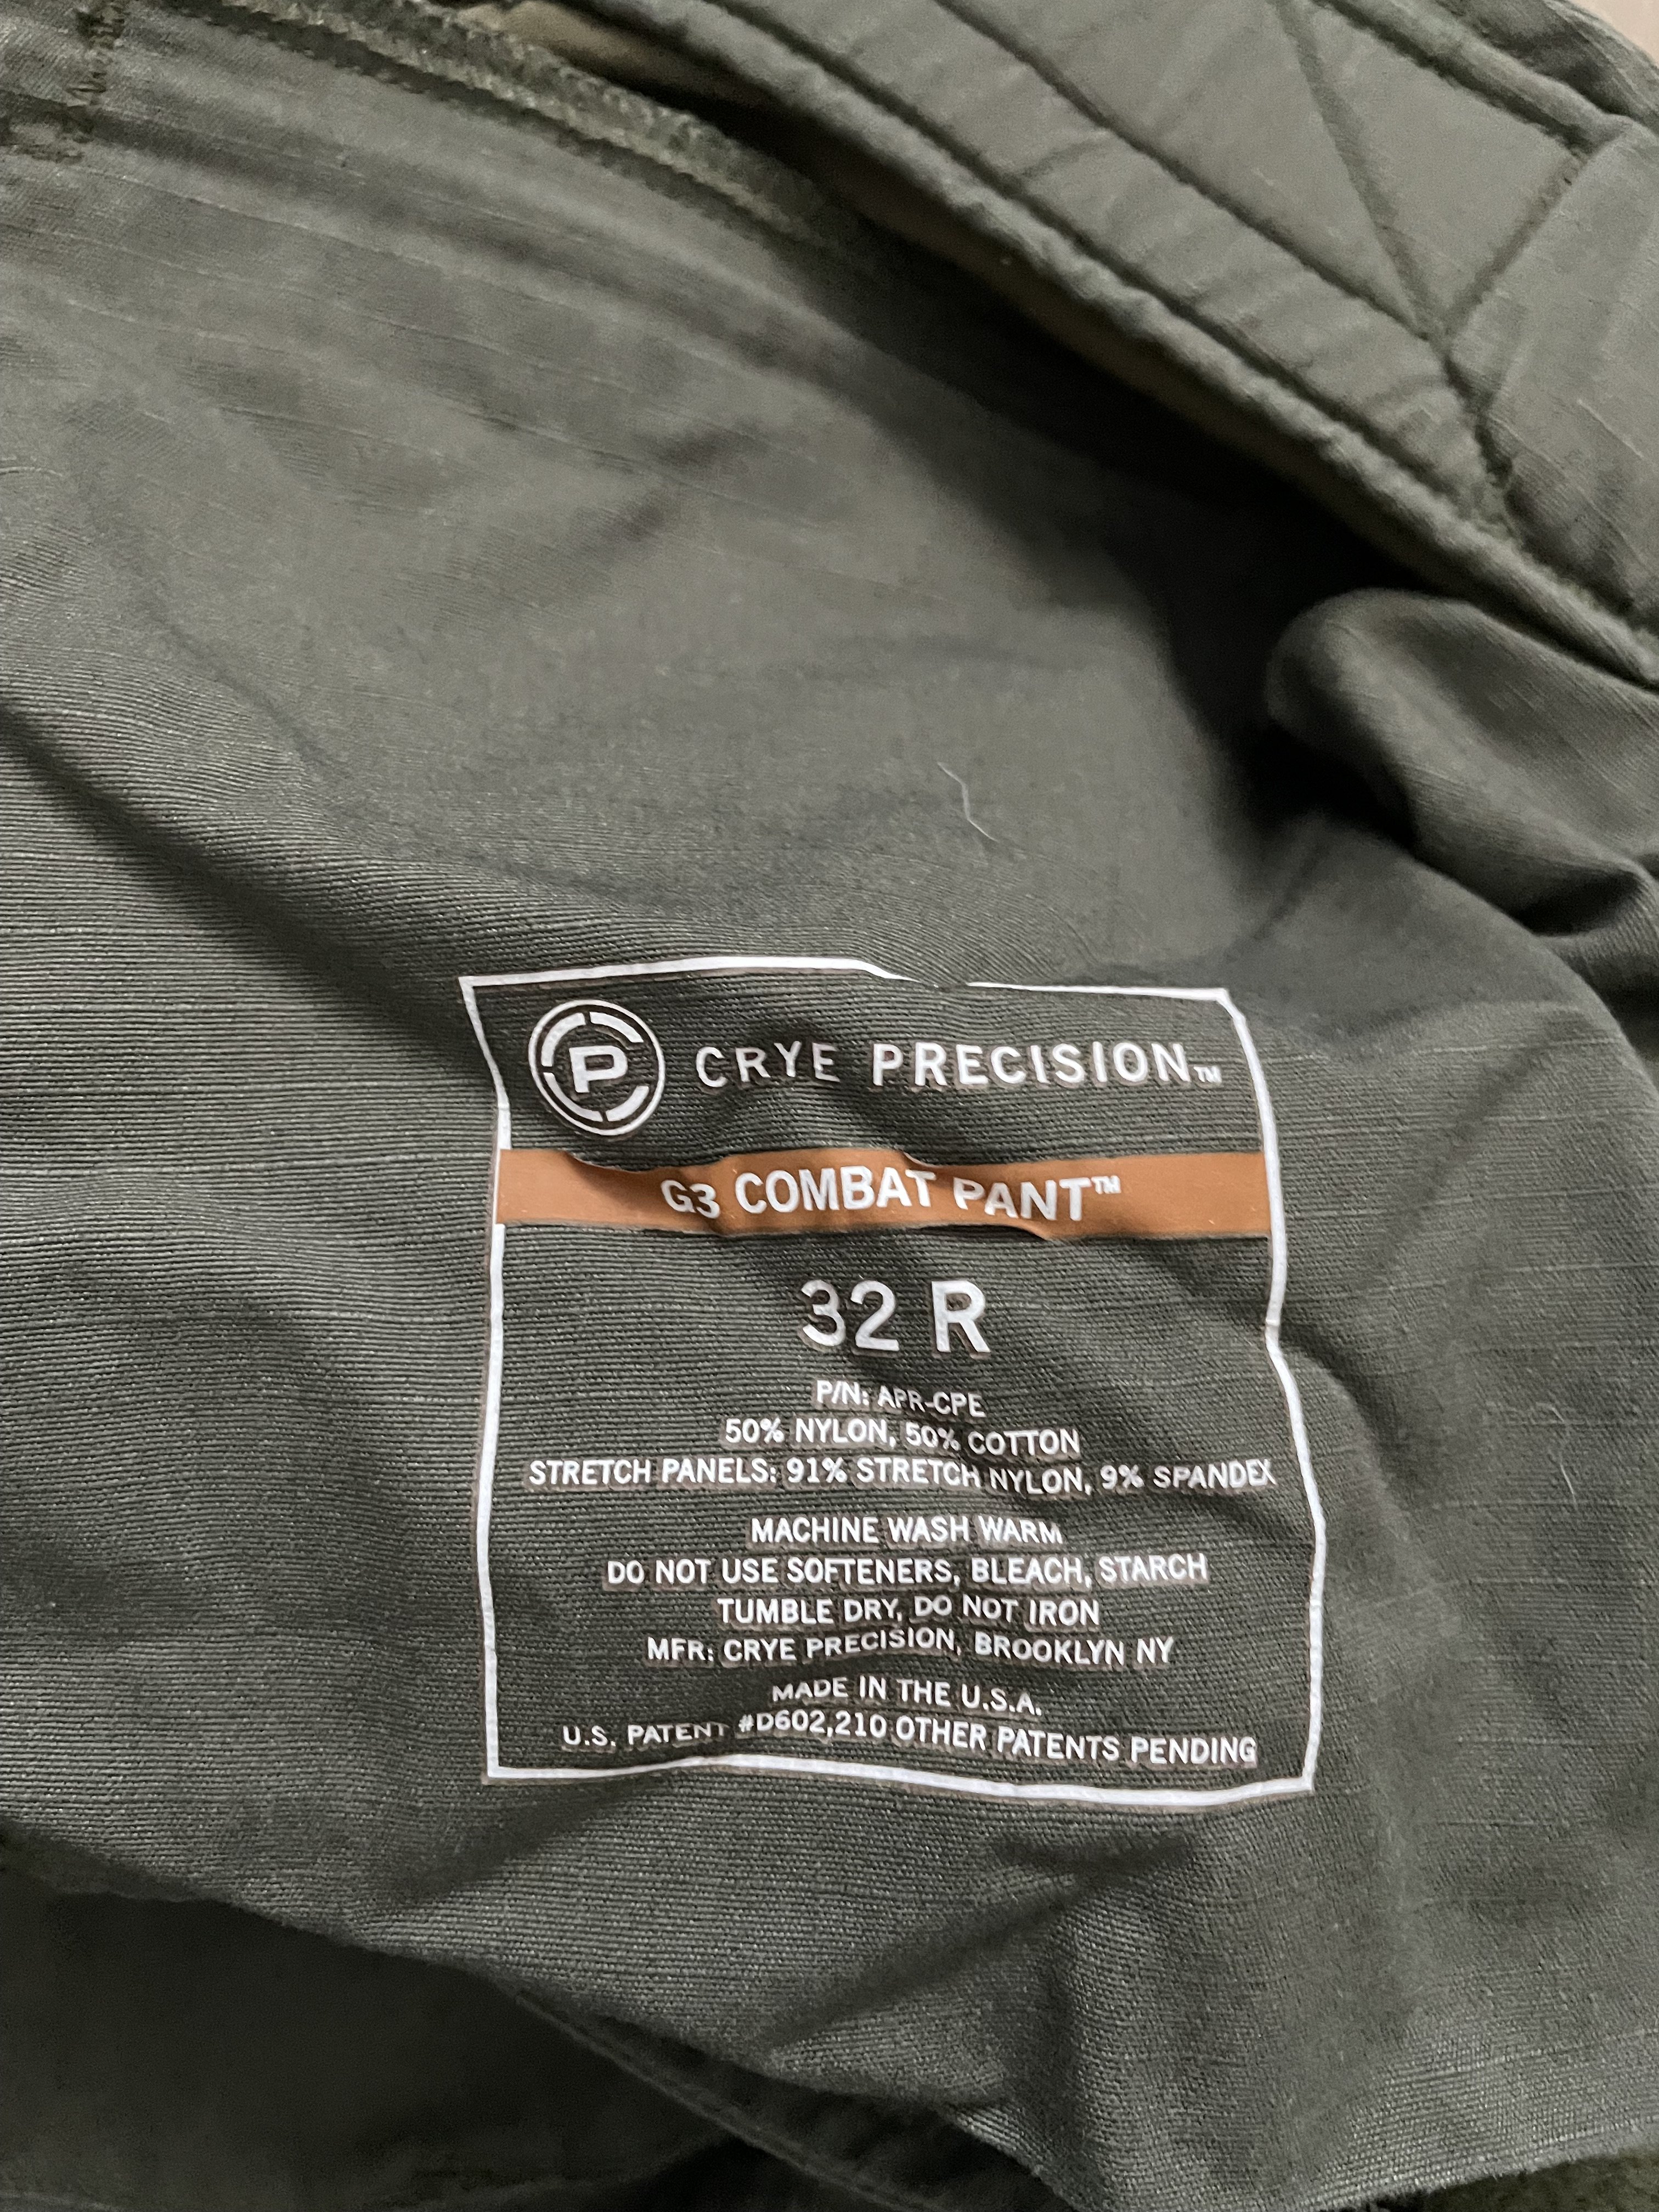 P CRYE PRECISION™
G3 COMBAT PANT™
32 R
P/N: APR-CPE
50% NYLON, 50% COTTON
STRETCH PANELS: 91% STRETCH NYLON, 9% SPANDEX
MACHINE WASH WARM
DO NOT USE SOFTENERS, BLEACH, STARCH
TUMBLE DRY, DO NOT IRON
MFR: CRYE PRECISION, BROOKLYN NY
MADE IN THE U.S.A.
U.S. PATENT #D602,210 OTHER PATENTS PENDING